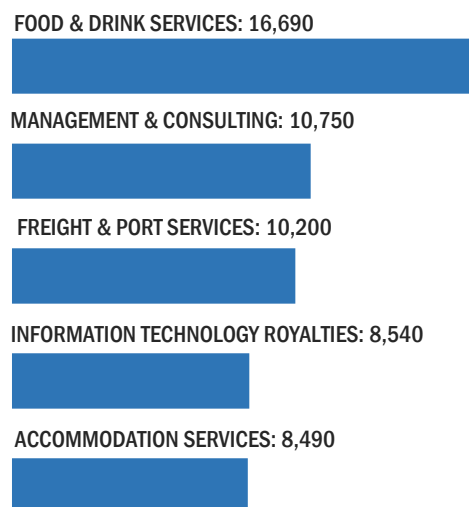 FOOD & DRINK SERVICES: 16,690
MANAGEMENT & CONSULTING: 10,750
FREIGHT & PORT SERVICES: 10,200
INFORMATION TECHNOLOGY ROYALTIES: 8,540
ACCOMMODATION SERVICES: 8,490